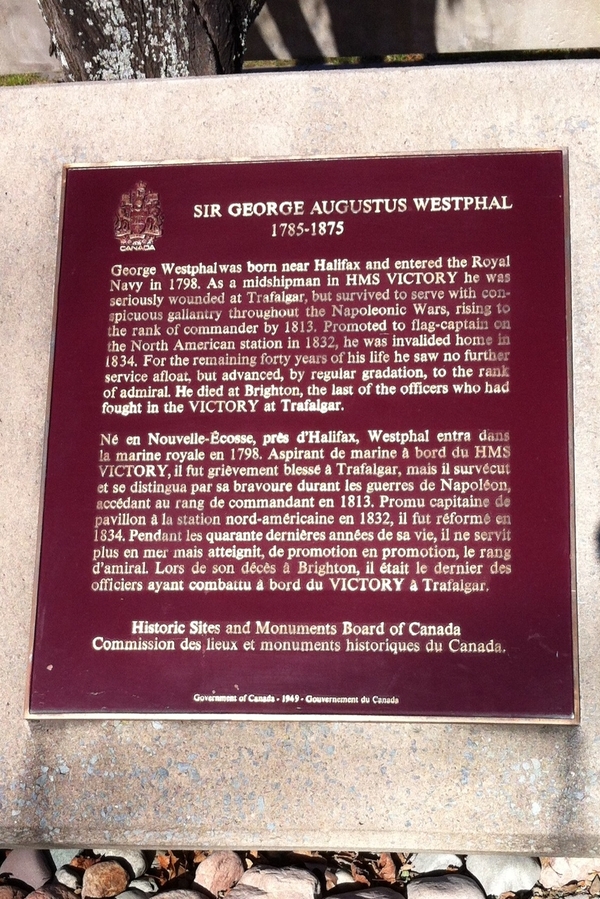 CANADA
SIR GEORGE AUGUSTUS WESTPHAL
1785-1875
George Westphal was born near Halifax and entered the Royal
Navy in 1798. As a midshipman in HMS VICTORY he was
seriously wounded at Trafalgar, but survived to serve with con-
spicuous gallantry throughout the Napoleonic Wars, rising to
the rank of commander by 1813. Promoted to flag-captain on
the North American station in 1832, he was invalided home in
1834. For the remaining forty years of his life he saw no further
service afloat, but advanced, by regular gradation, to the rank
of admiral. He died at Brighton, the last of the officers who had
fought in the VICTORY at Trafalgar.
Né en Nouvelle-Écosse, près d'Halifax, Westphal entra dans
la marine royale en 1798. Aspirant de marine à bord du HMS
VICTORY, il fut grièvement blessé à Trafalgar, mais il survécut
et se distingua par sa bravoure durant les guerres de Napoléon,
accédant au rang de commandant en 1813. Promu capitaine de
pavillon à la station nord-américaine en 1832, il fut réformé en
1834. Pendant les quarante dernières années de sa vie, il ne servit
plus en mer mais atteignit, de promotion en promotion, le rang
d'amiral. Lors de son décès à Brighton, il était le dernier des
officiers ayant combattu à bord du VICTORY à Trafalgar.
Historic Sites and Monuments Board of Canada
Commission des lieux et monuments historiques du Canada.
Government of Canada - 1949 - Gouvernement du Canada